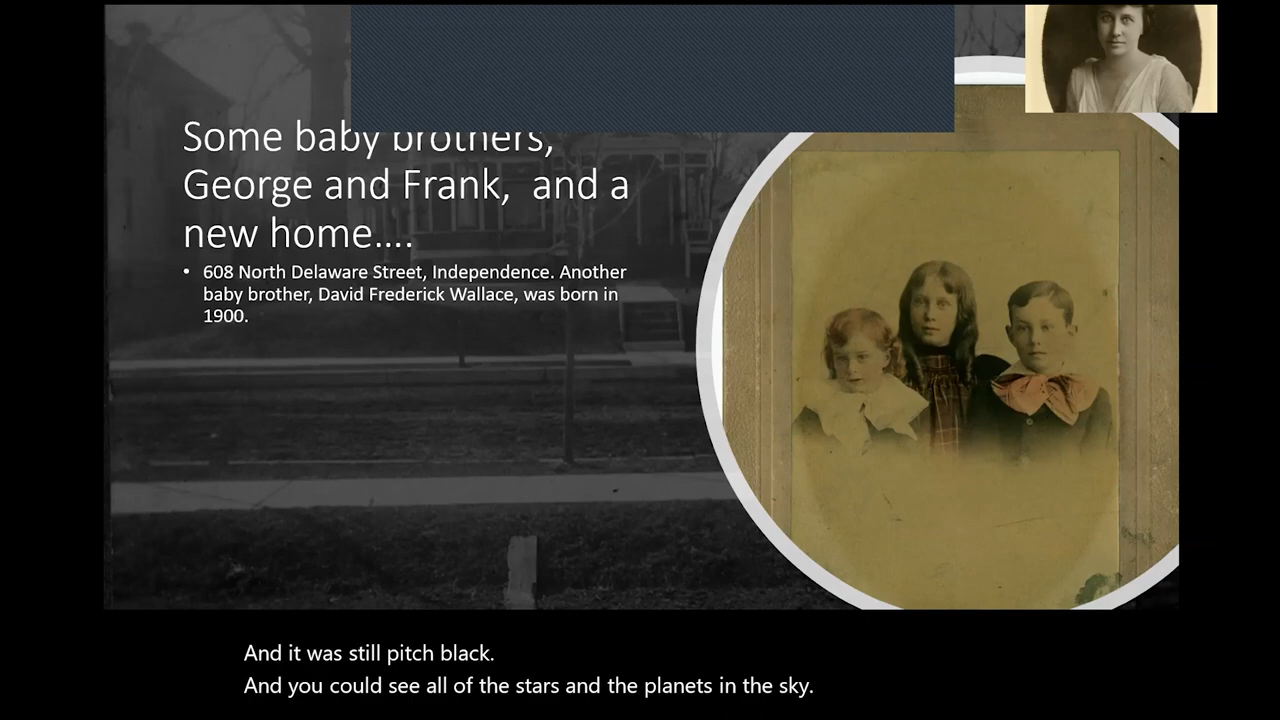 Some baby brothers,
George and Frank,  and a
new home....
• 608 North Delaware Street, Independence. Another
baby brother, David Frederick Wallace, was born in
1900.
And it was still pitch black.
And you could see all of the stars and the planets in the sky.